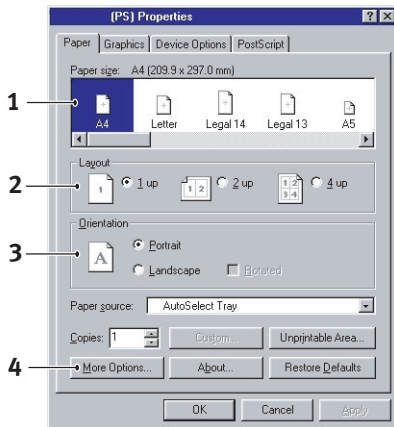 (PS) Properties
Paper Graphics Device Options PostScript
Paper size: A4 (209.9 x 297.0 mm)
1
A4 Letter Legal 14 Legal 13 A5
Layout
2
1 1 up 1 2 2 up 1 2 3 4 4 up
Orientation
3
A Portrait
Landscape Rotated
Paper source: AutoSelect Tray
Copies: 1 Custom... Unprintable Area...
4
More Options... About... Restore Defaults
OK Cancel Apply